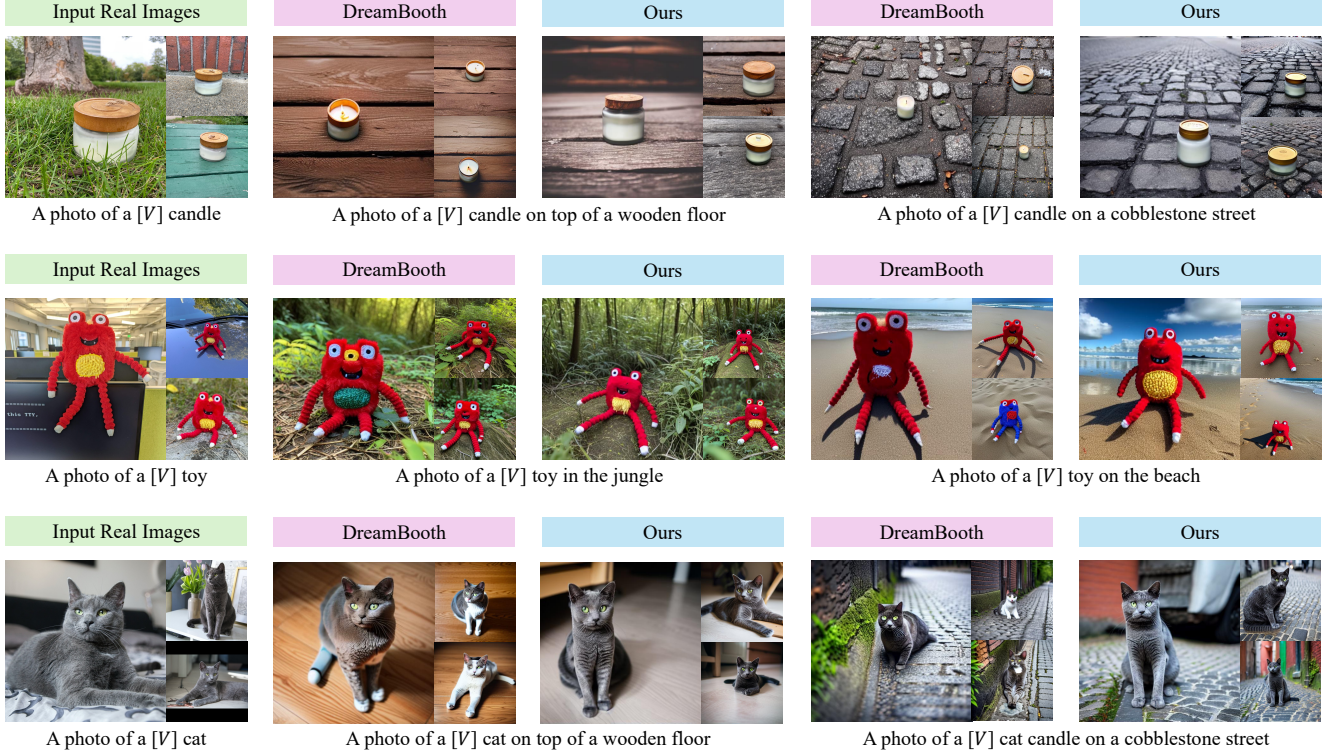 Input Real Images
DreamBooth
Ours
DreamBooth
Ours
A photo of a [V] candle
A photo of a [V] candle on top of a wooden floor
A photo of a [V] candle on a cobblestone street
Input Real Images
DreamBooth
Ours
DreamBooth
Ours
this TTY.
A photo of a [V] toy
A photo of a [V] toy in the jungle
A photo of a [V] toy on the beach
Input Real Images
DreamBooth
Ours
DreamBooth
Ours
A photo of a [V] cat
A photo of a [V] cat on top of a wooden floor
A photo of a [V] cat candle on a cobblestone street